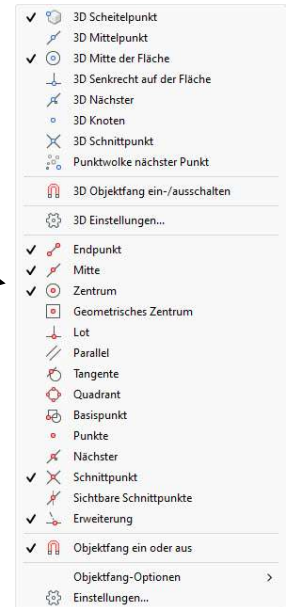 3D Scheitelpunkt
3D Mittelpunkt
3D Mitte der Fläche
3D Senkrecht auf der Fläche
3D Nächster
3D Knoten
3D Schnittpunkt
Punktwolke nächster Punkt
3D Objektfang ein-/ausschalten
3D Einstellungen...
Endpunkt
Mitte
Zentrum
Geometrisches Zentrum
Lot
Parallel
Tangente
Quadrant
Basispunkt
Punkte
Nächster
Schnittpunkt
Sichtbare Schnittpunkte
Erweiterung
Objektfang ein oder aus
Objektfang-Optionen
Einstellungen...